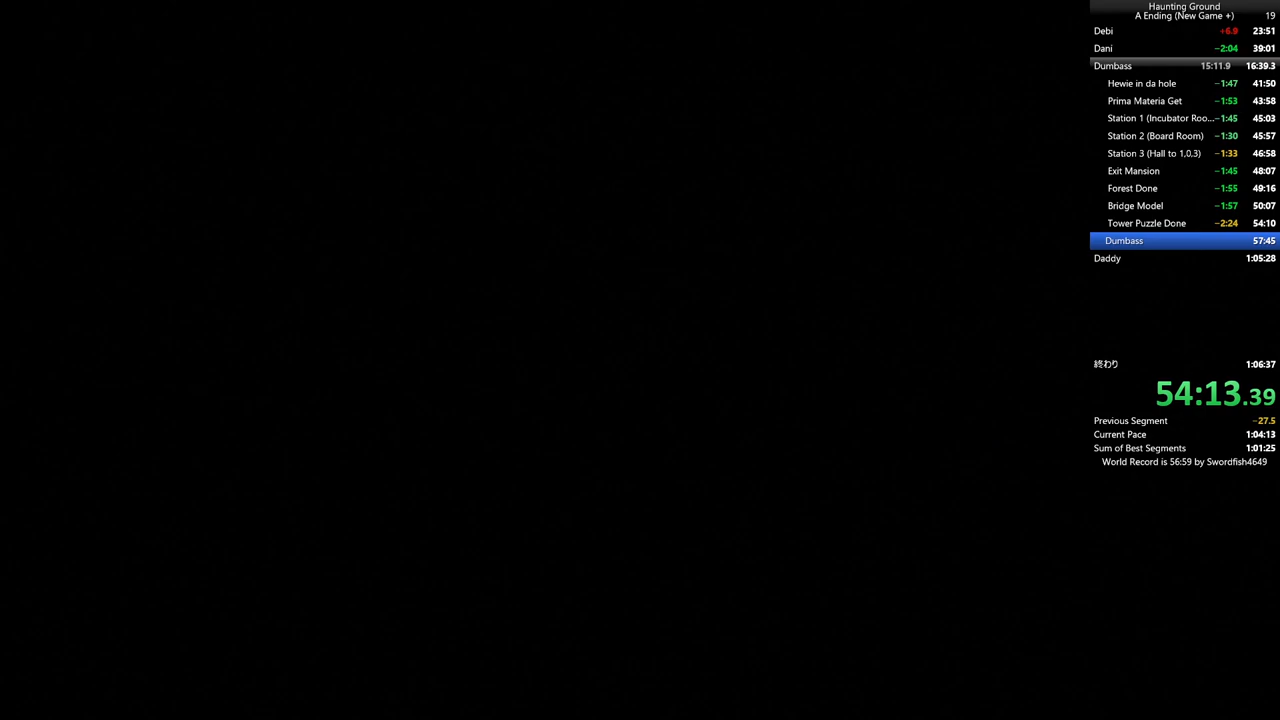 Haunting Ground
A Ending (New Game +) 19
Debi +6.9 23:51
Dani −2:04 39:01
Dumbass 15:11.9 16:39.3
Hewie in da hole −1:47 41:50
Prima Materia Get −1:53 43:58
Station 1 (Incubator Roo... −1:45 45:03
Station 2 (Board Room) −1:30 45:57
Station 3 (Hall to 1,0,3) −1:33 46:58
Exit Mansion −1:45 48:07
Forest Done −1:55 49:16
Bridge Model −1:57 50:07
Tower Puzzle Done −2:24 54:10
Dumbass 57:45
Daddy 1:05:28
終わり 1:06:37
54:13.39
Previous Segment −27.5
Current Pace 1:04:13
Sum of Best Segments 1:01:25
World Record is 56:59 by Swordfish4649